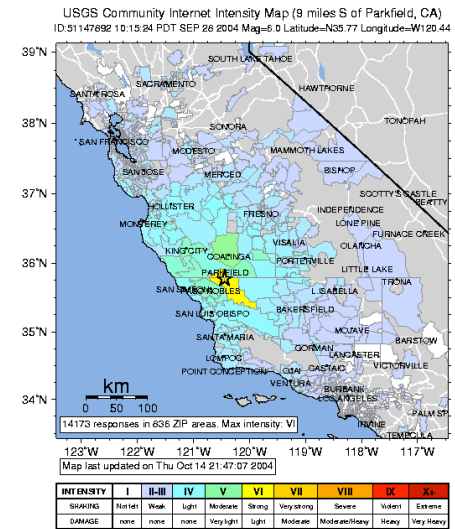 USGS Community Internet Intensity Map (9 miles S of Parkfield, CA)
ID:51147892 10:15:24 PDT SEP 28 2004 Mag=6.0 Latitude=N35.77 Longitude=W120.44
39°N
SOUTH LAKE TAHOE
SACRAMENTO
HAWTHORNE
SANTA ROSA
TONOPAH
38°N
SONORA
SAN FRANCISCO
MODESTO
MAMMOTH LAKES
SAN JOSE
MERCED
BISHOP
37°N
SCOTTY'S CASTLE
BEATTY
HOLLISTER
FRESNO
INDEPENDENCE
MONTEREY
LONE PINE
FURNACE CREEK
KING CITY
VISALIA
OLANCHA
36°N
COALINGA
PORTERVILLE
PARKFIELD
LITTLE LAKE
SAN SIMEON
PASO ROBLES
L.ISABELLA
TRONA
SAN LUIS OBISPO
BAKERSFIELD
35°N
SANTA MARIA
MOJAVE
BARSTOW
GORMAN
LOMPOC
LANCASTER
POINT CONCEPTION
OJAI
CASTAIC
VICTORVILLE
km
VENTURA
BURBANK
LOS ANGELES
34°N
0 50 100
PALM SP
14173 responses in 636 ZIP areas. Max intensity: VI
IRVINE
TEMECULA
123°W 122°W 121°W 120°W 119°W 118°W 117°W
Map last updated on Thu Oct 14 21:47:07 2004
INTENSITY I II-III IV V VI VII VIII IX X+
SHAKING Not felt Weak Light Moderate Strong Very strong Severe Violent Extreme
DAMAGE none none none Very light Light Moderate Moderate/Heavy Heavy Very Heavy